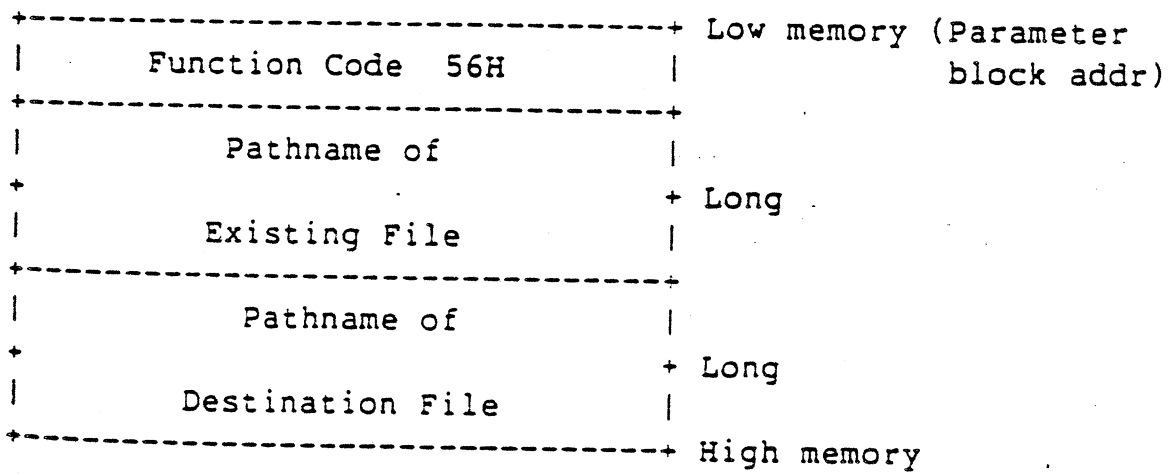 +--------------------------------+ Low memory (Parameter
| Function Code 56H | block addr)
+--------------------------------+
| Pathname of |
+ + Long
| Existing File |
+--------------------------------+
| Pathname of |
+ + Long
| Destination File |
+--------------------------------+ High memory